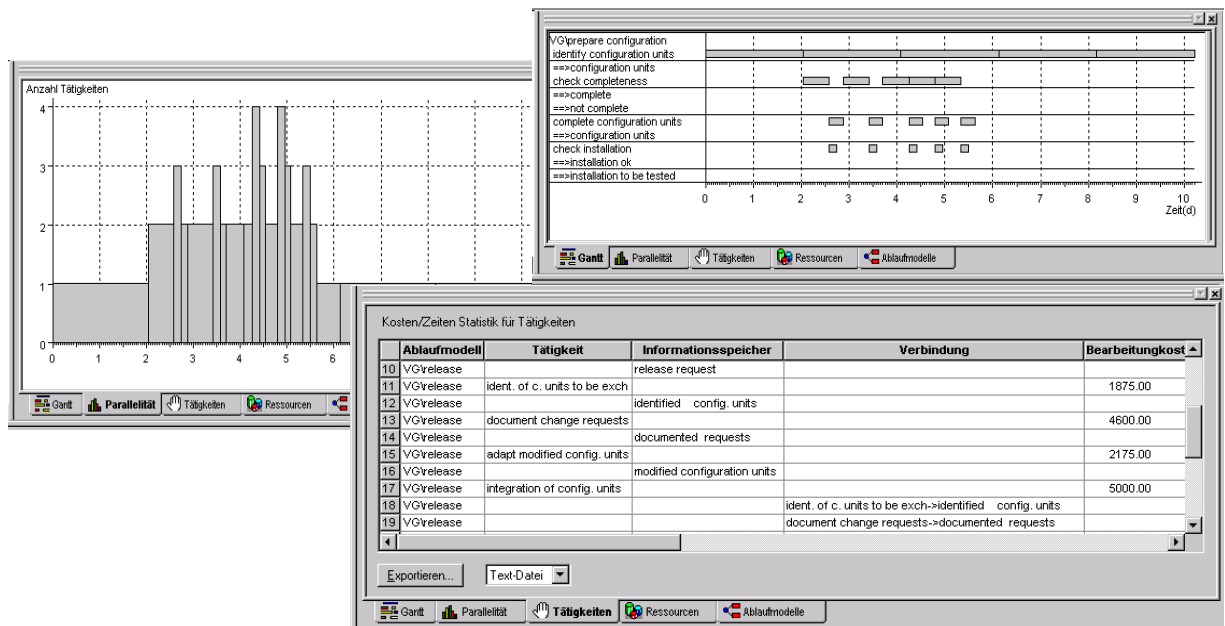 Anzahl Tätigkeiten
4
3
2
1
0
0 1 2 3 4 5 6
Gantt Parallelität Tätigkeiten Ressourcen
VG\prepare configuration
identify configuration units
==>configuration units
check completeness
==>complete
==>not complete
complete configuration units
==>configuration units
check installation
==>installation ok
==>installation to be tested
0 1 2 3 4 5 6 7 8 9 10
Zeit(d)
Gantt Parallelität Tätigkeiten Ressourcen Ablaufmodelle
Kosten/Zeiten Statistik für Tätigkeiten
Ablaufmodell Tätigkeit Informationsspeicher Verbindung Bearbeitungkost
10 VG\release release request
11 VG\release ident. of c. units to be exch 1875.00
12 VG\release identified config. units
13 VG\release document change requests 4600.00
14 VG\release documented requests
15 VG\release adapt modified config. units 2175.00
16 VG\release modified configuration units
17 VG\release integration of config. units 5000.00
18 VG\release ident. of c. units to be exch->identified config. units
19 VG\release document change requests->documented requests
Exportieren... Text-Datei
Gantt Parallelität Tätigkeiten Ressourcen Ablaufmodelle